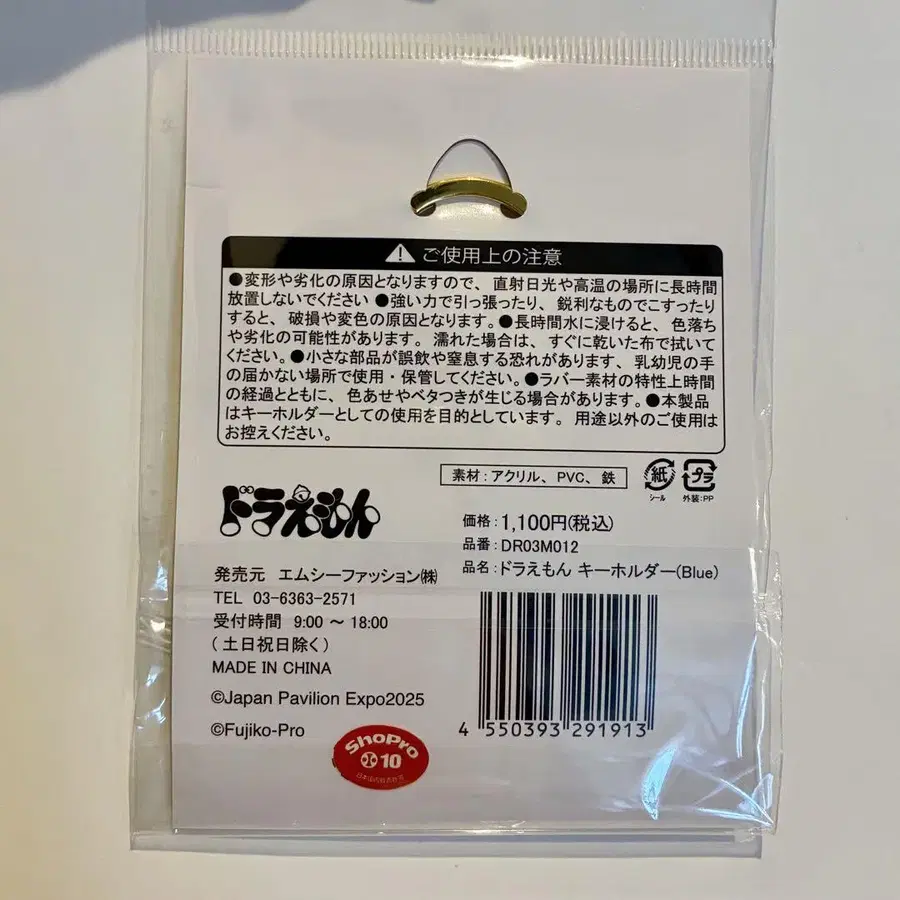 ご使用上の注意
●変形や劣化の原因となりますので、直射日光や高温の場所に長時間
放置しないでください ●強い力で引っ張ったり、鋭利なものでこすったり
すると、破損や変色の原因となります。●長時間水に浸けると、色落ち
や劣化の可能性があります。濡れた場合は、すぐに乾いた布で拭いて
ください。●小さな部品が誤飲や窒息する恐れがあります、乳幼児の手
の届かない場所で使用・保管してください。●ラバー素材の特性上時間
の経過とともに、色あせやベタつきが生じる場合があります。●本製品
はキーホルダーとしての使用を目的としています。用途以外のご使用は
お控えください。
素材:アクリル、PVC、鉄
紙
シール
プラ
外装:PP
ドラえもん
価格:1,100円(税込)
品番:DR03M012
品名:ドラえもん キーホルダー(Blue)
発売元 エムシーファッション㈱
TEL 03-6363-2571
受付時間 9:00 ~ 18:00
(土日祝日除く)
MADE IN CHINA
©Japan Pavilion Expo2025
©Fujiko-Pro
4 550393 291913
ShoPro
10